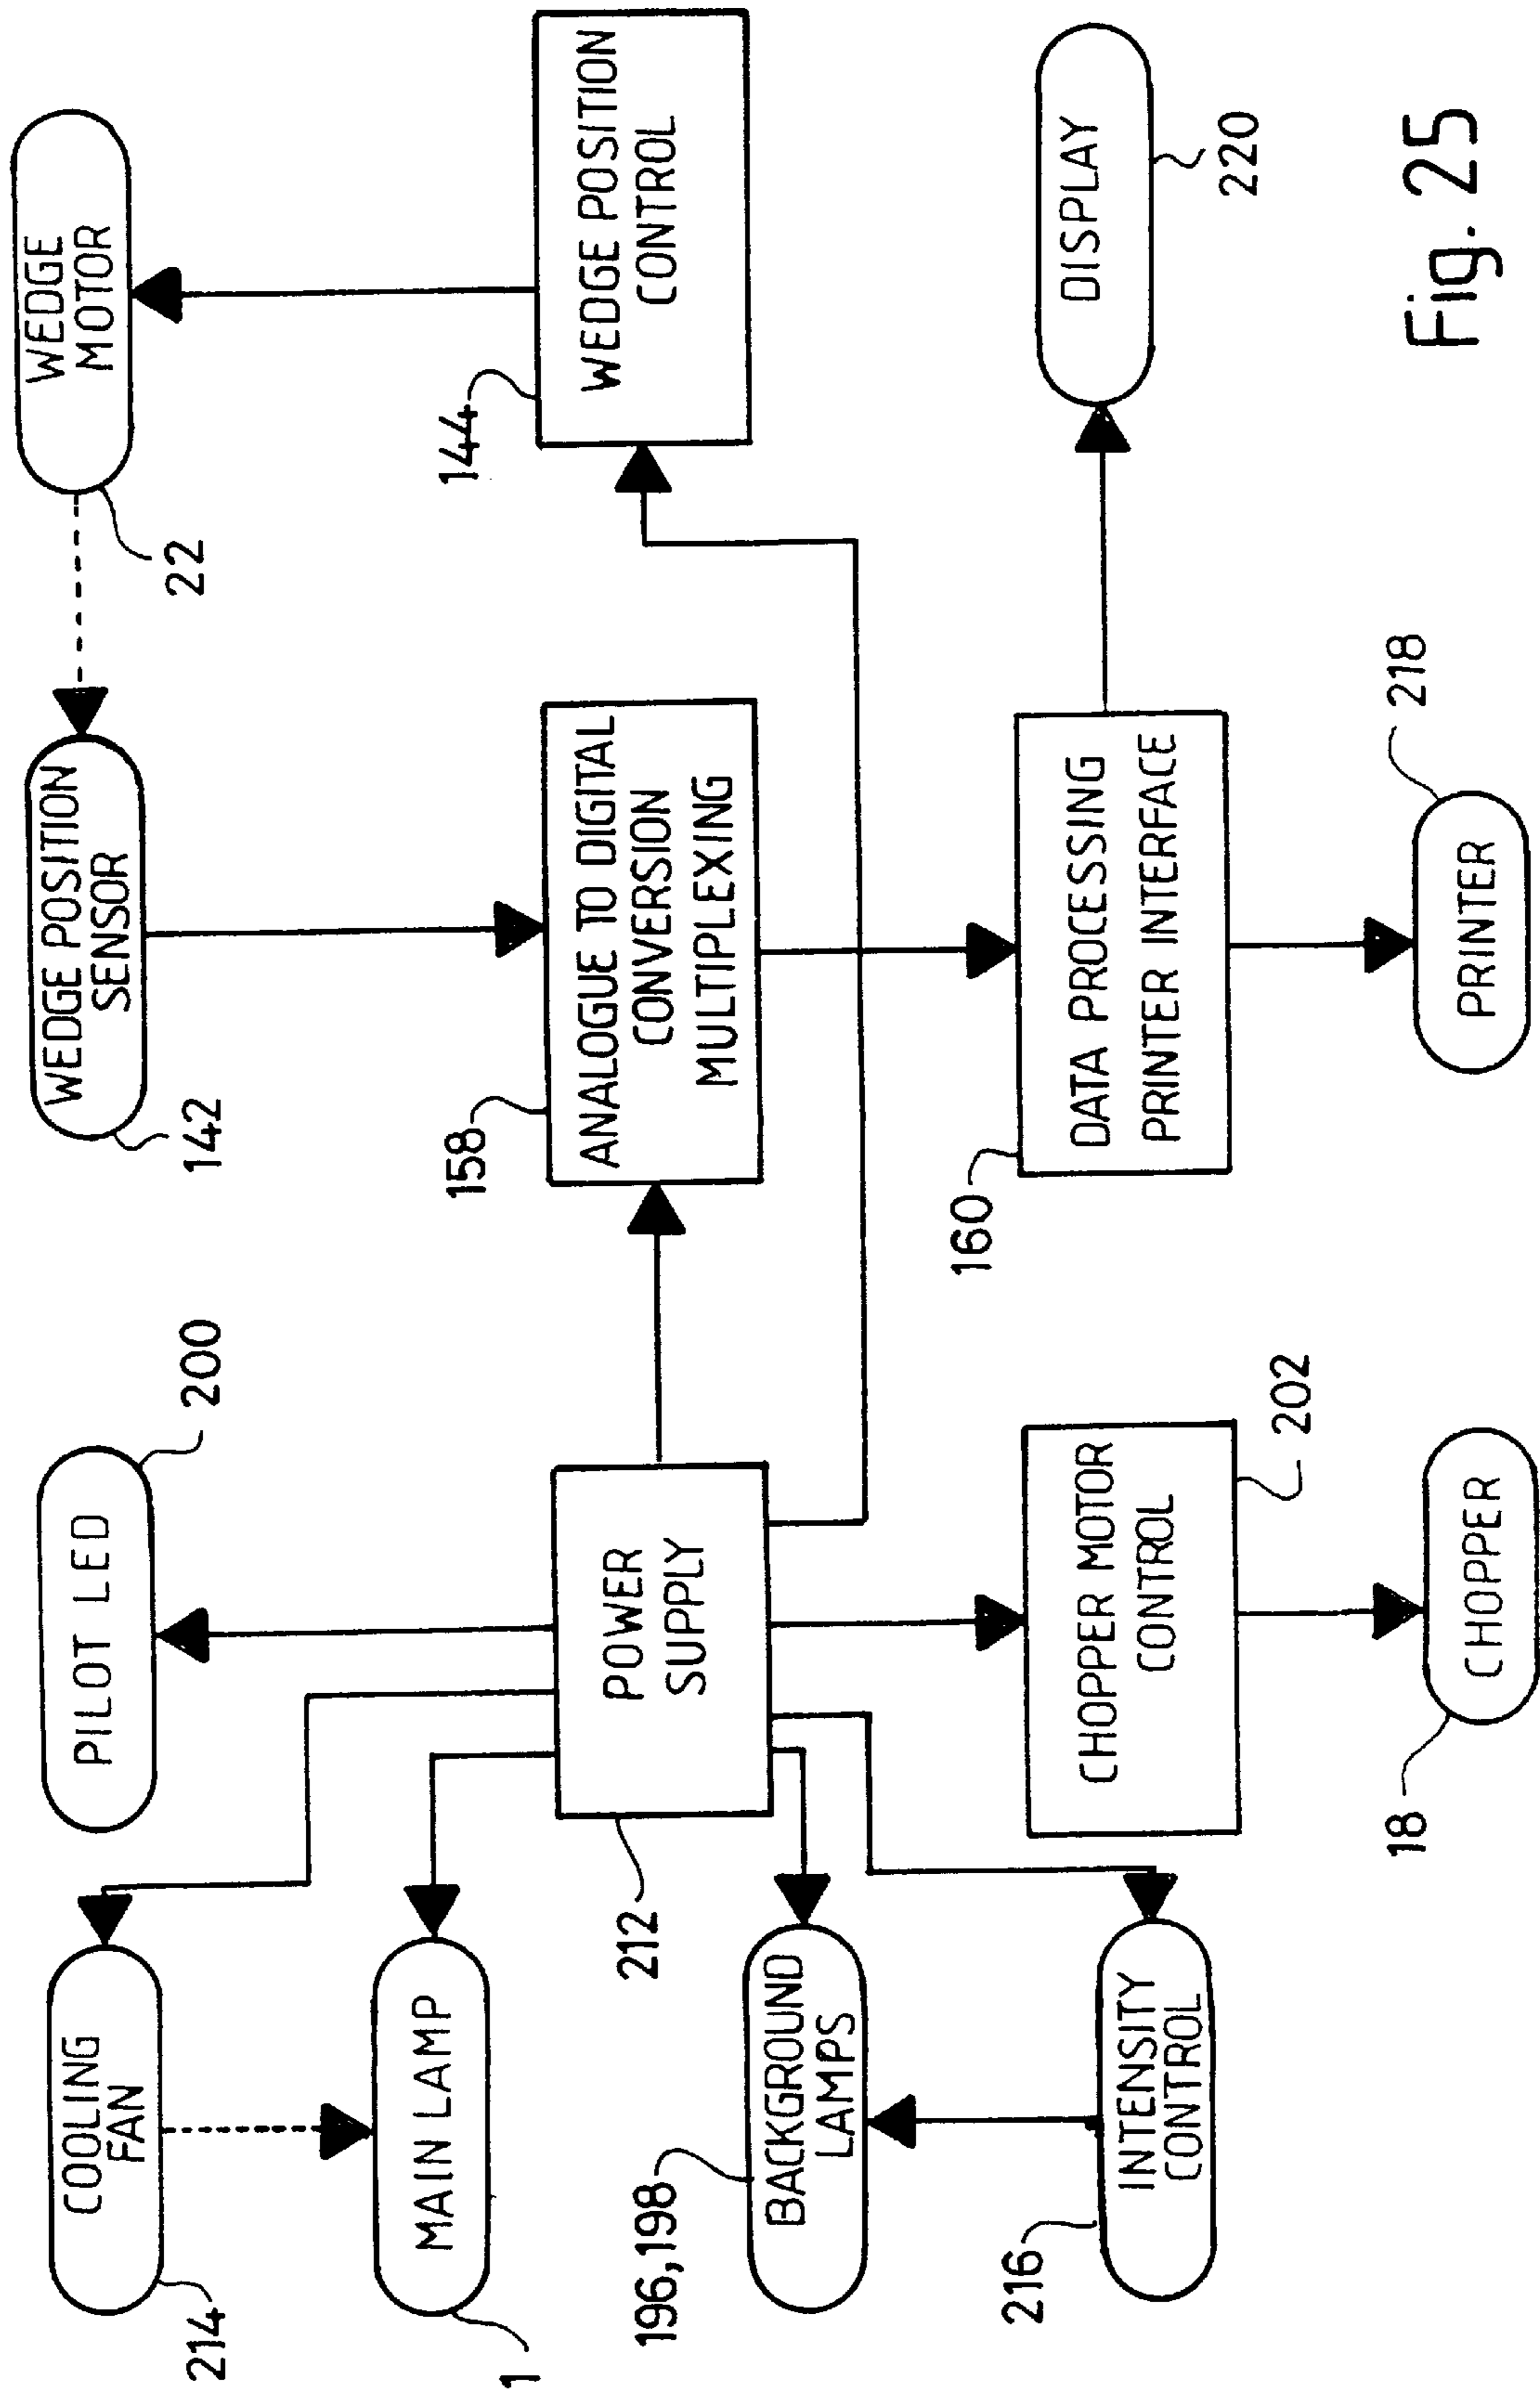 COOLING
FAN
214
PILOT LED
200
WEDGE POSITION
SENSOR
142
WEDGE
MOTOR
22
MAIN LAMP
1
POWER
SUPPLY
212
ANALOGUE TO DIGITAL
CONVERSION
MULTIPLEXING
158
WEDGE POSITION
CONTROL
144
BACKGROUND
LAMPS
196,198
INTENSITY
CONTROL
216
CHOPPER MOTOR
CONTROL
202
DATA PROCESSING
PRINTER INTERFACE
160
DISPLAY
220
CHOPPER
18
PRINTER
218
Fig. 25